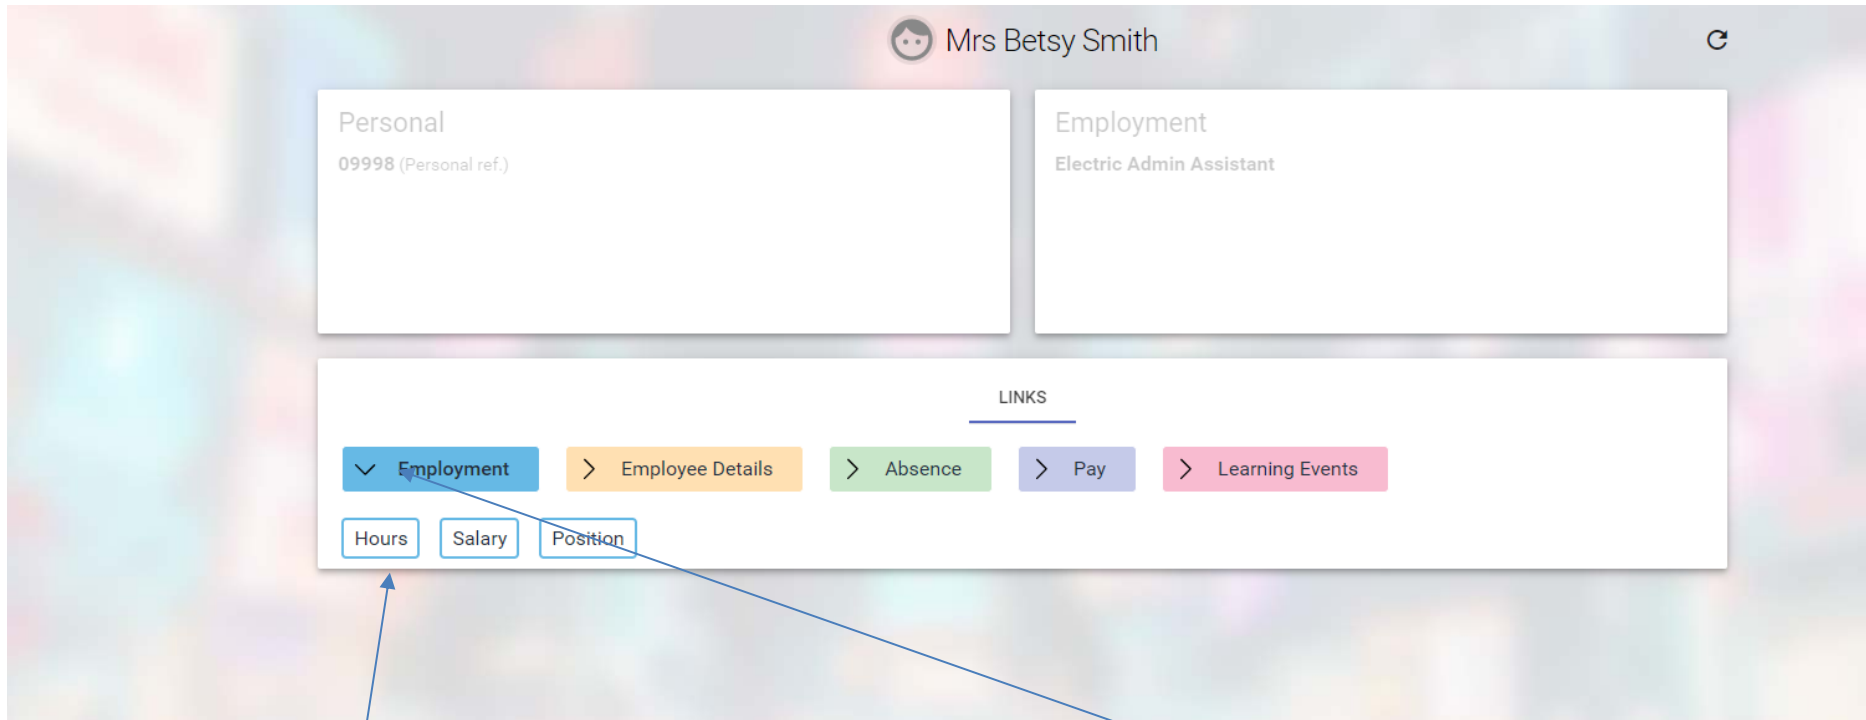 Mrs Betsy Smith
Personal
09998 (Personal ref.)
Employment
Electric Admin Assistant
LINKS
Employment
Employee Details
Absence
Pay
Learning Events
Hours
Salary
Position